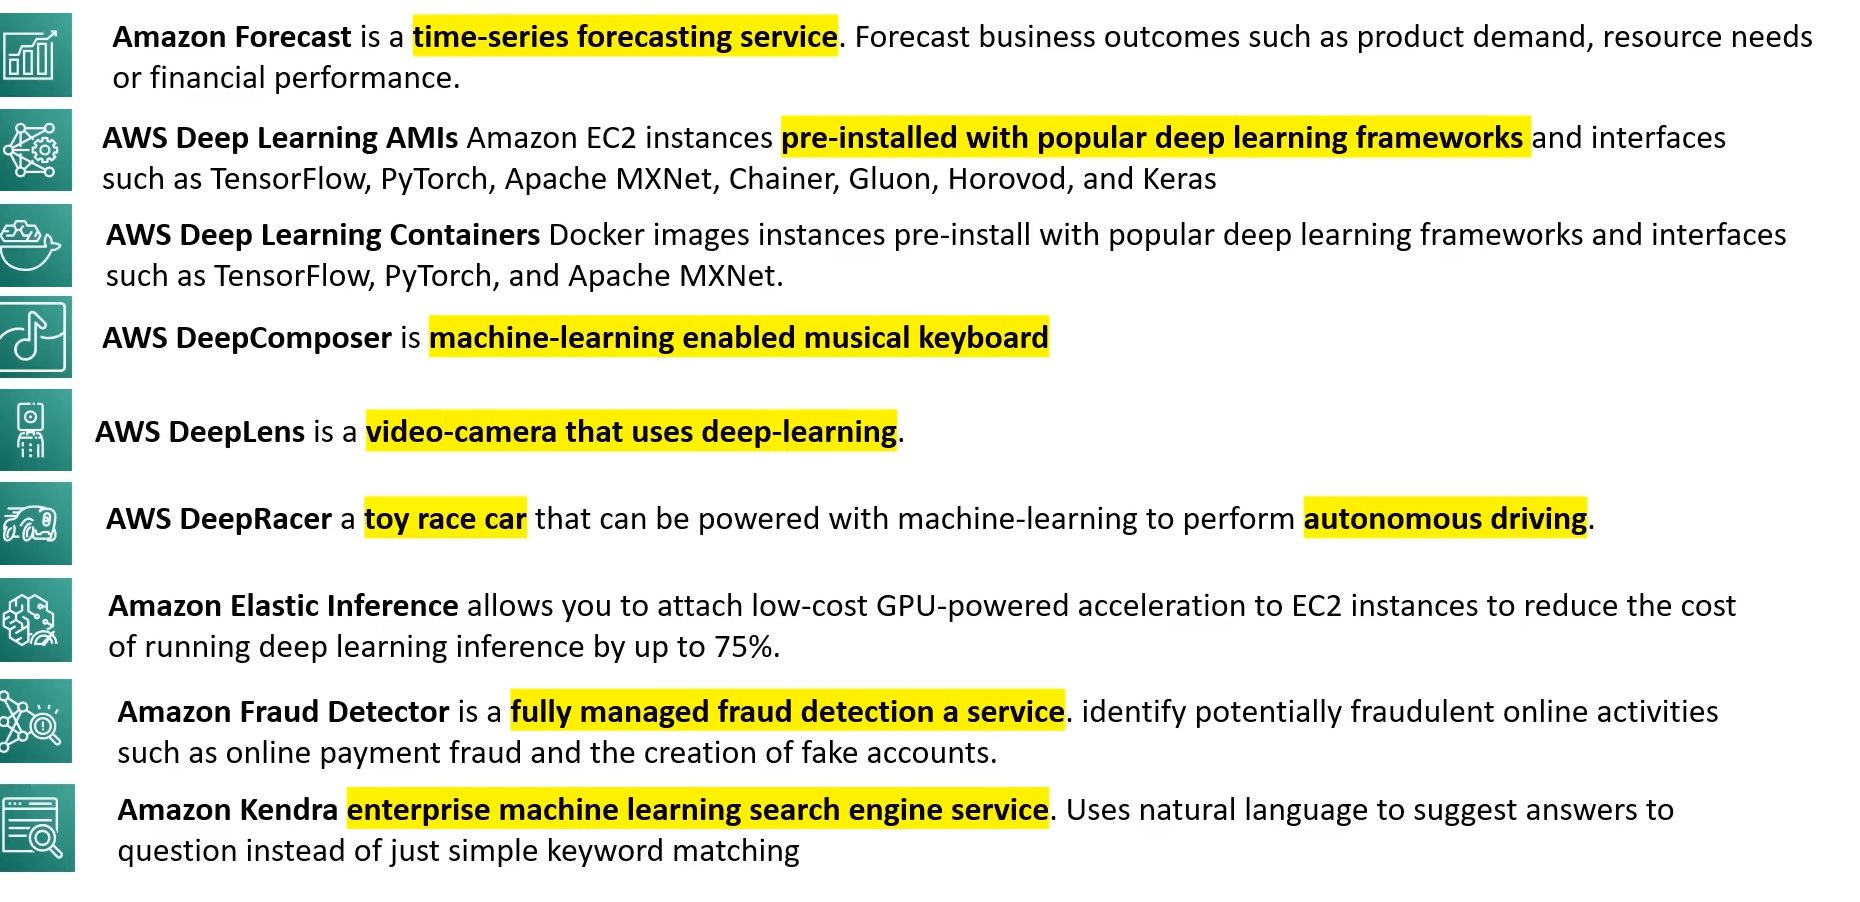 Amazon Forecast is a time-series forecasting service. Forecast business outcomes such as product demand, resource needs
or financial performance.
AWS Deep Learning AMIs Amazon EC2 instances pre-installed with popular deep learning frameworks and interfaces
such as TensorFlow, PyTorch, Apache MXNet, Chainer, Gluon, Horovod, and Keras
AWS Deep Learning Containers Docker images instances pre-install with popular deep learning frameworks and interfaces
such as TensorFlow, PyTorch, and Apache MXNet.
AWS DeepComposer is machine-learning enabled musical keyboard
AWS DeepLens is a video-camera that uses deep-learning.
AWS DeepRacer a toy race car that can be powered with machine-learning to perform autonomous driving.
Amazon Elastic Inference allows you to attach low-cost GPU-powered acceleration to EC2 instances to reduce the cost
of running deep learning inference by up to 75%.
Amazon Fraud Detector is a fully managed fraud detection a service. identify potentially fraudulent online activities
such as online payment fraud and the creation of fake accounts.
Amazon Kendra enterprise machine learning search engine service. Uses natural language to suggest answers to
question instead of just simple keyword matching